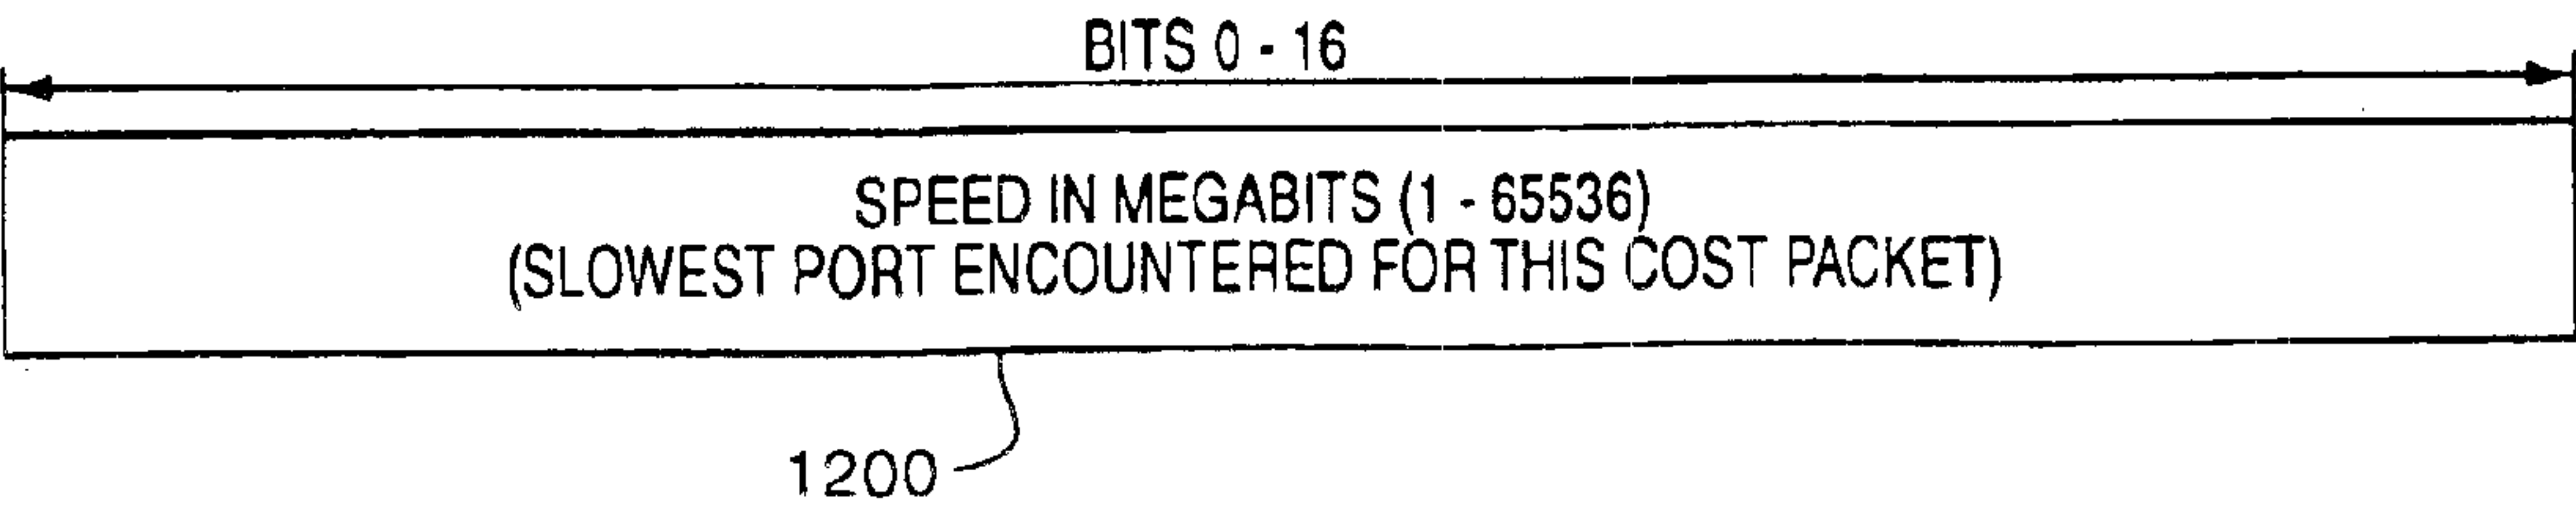 BITS 0 - 16
SPEED IN MEGABITS (1 - 65536)
(SLOWEST PORT ENCOUNTERED FOR THIS COST PACKET)
1200